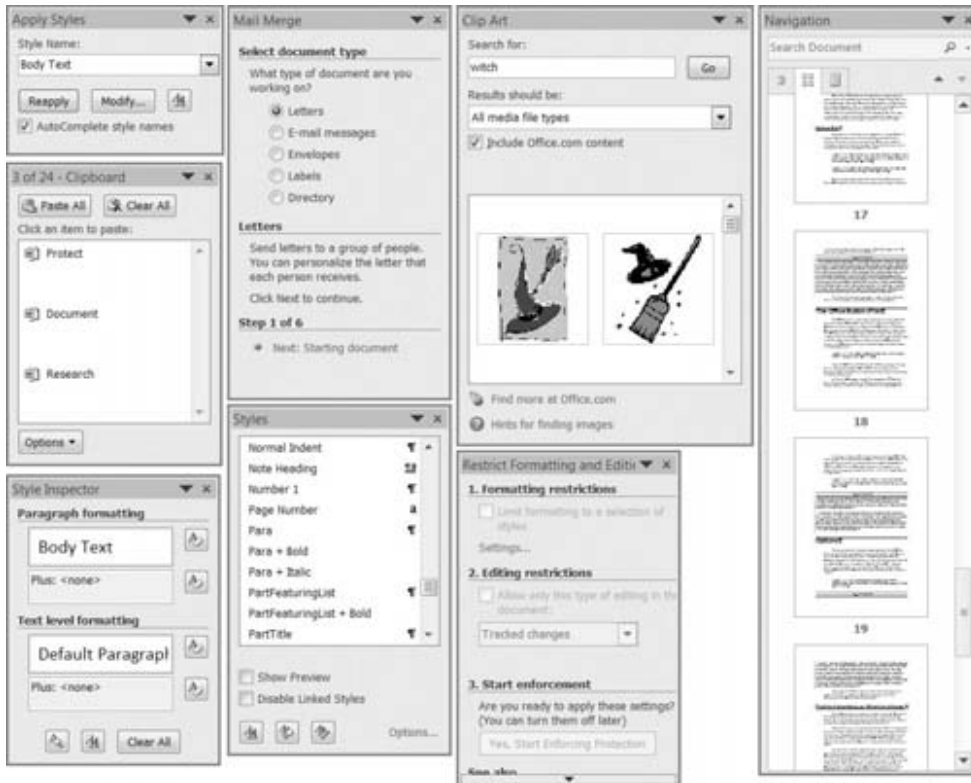 Apply Styles
Style Name:
Body Text
Reapply
Modify...
AutoComplete style names
3 of 24 - Clipboard
Paste All
Clear All
Click an item to paste:
Protect
Document
Research
Options
Style Inspector
Paragraph formatting
Body Text
Plus: <none>
Text level formatting
Default Paragraph
Plus: <none>
Clear All
Mail Merge
Select document type
What type of document are you
working on?
Letters
E-mail messages
Envelopes
Labels
Directory
Letters
Send letters to a group of people.
You can personalize the letter that
each person receives.
Click Next to continue.
Step 1 of 6
Next: Starting document
Styles
Normal Indent
Note Heading
Number 1
Page Number
Para
Para + Bold
Para + Italic
PartFeaturingList
PartFeaturingList + Bold
PartTitle
Show Preview
Disable Linked Styles
Options...
Clip Art
Search for:
witch
Go
Results should be:
All media file types
Include Office.com content
Find more at Office.com
Hints for finding images
Restrict Formatting and Editi
1. Formatting restrictions
Limit formatting to a selection of
styles
Settings...
2. Editing restrictions
Allow only this type of editing in the
document:
Tracked changes
3. Start enforcement
Are you ready to apply these settings?
(You can turn them off later)
Yes, Start Enforcing Protection
See also
Navigation
Search Document
17
18
19